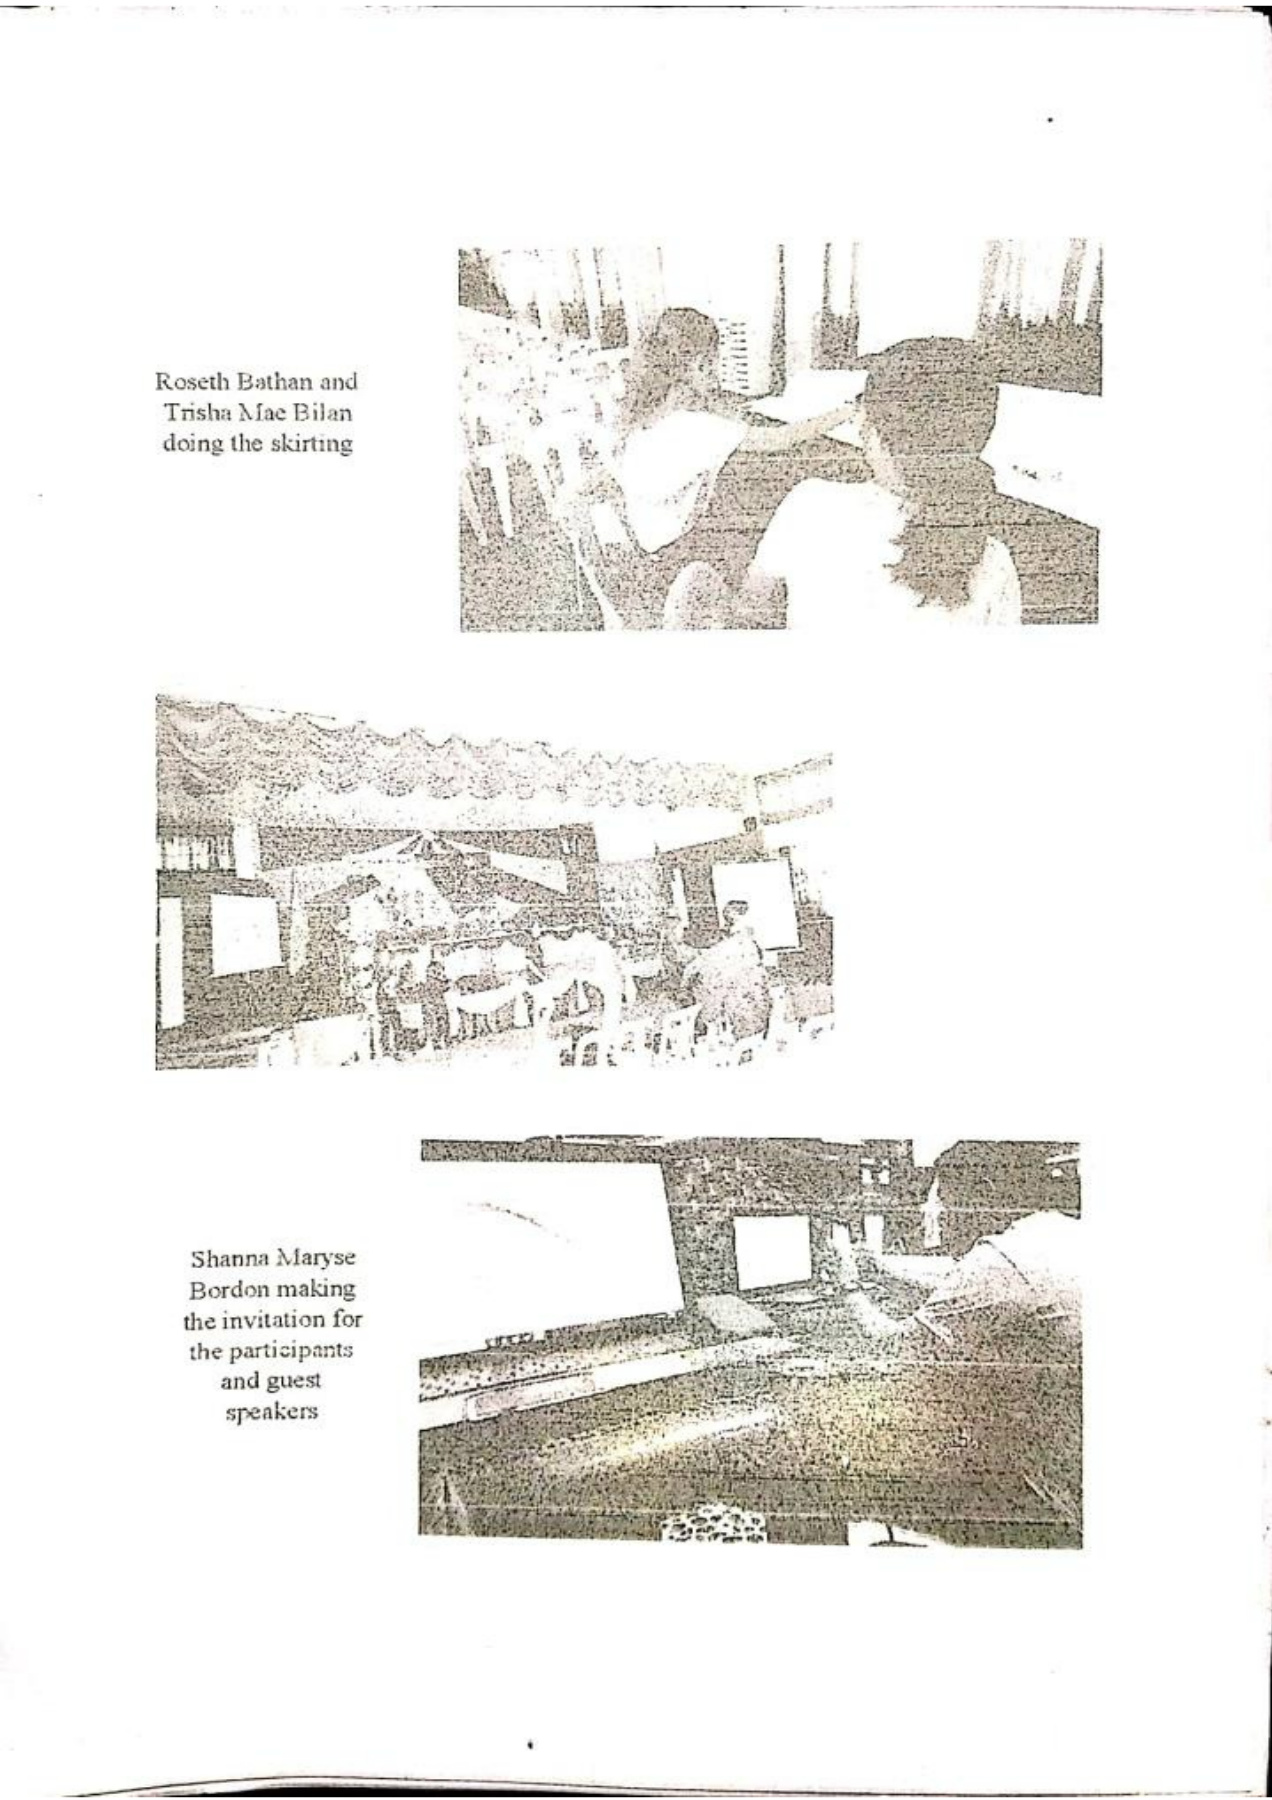 Roseth Bathan and
Trisha Mae Bilan
doing the skirting
Shanna Maryse
Bordon making
the invitation for
the participants
and guest
speakers